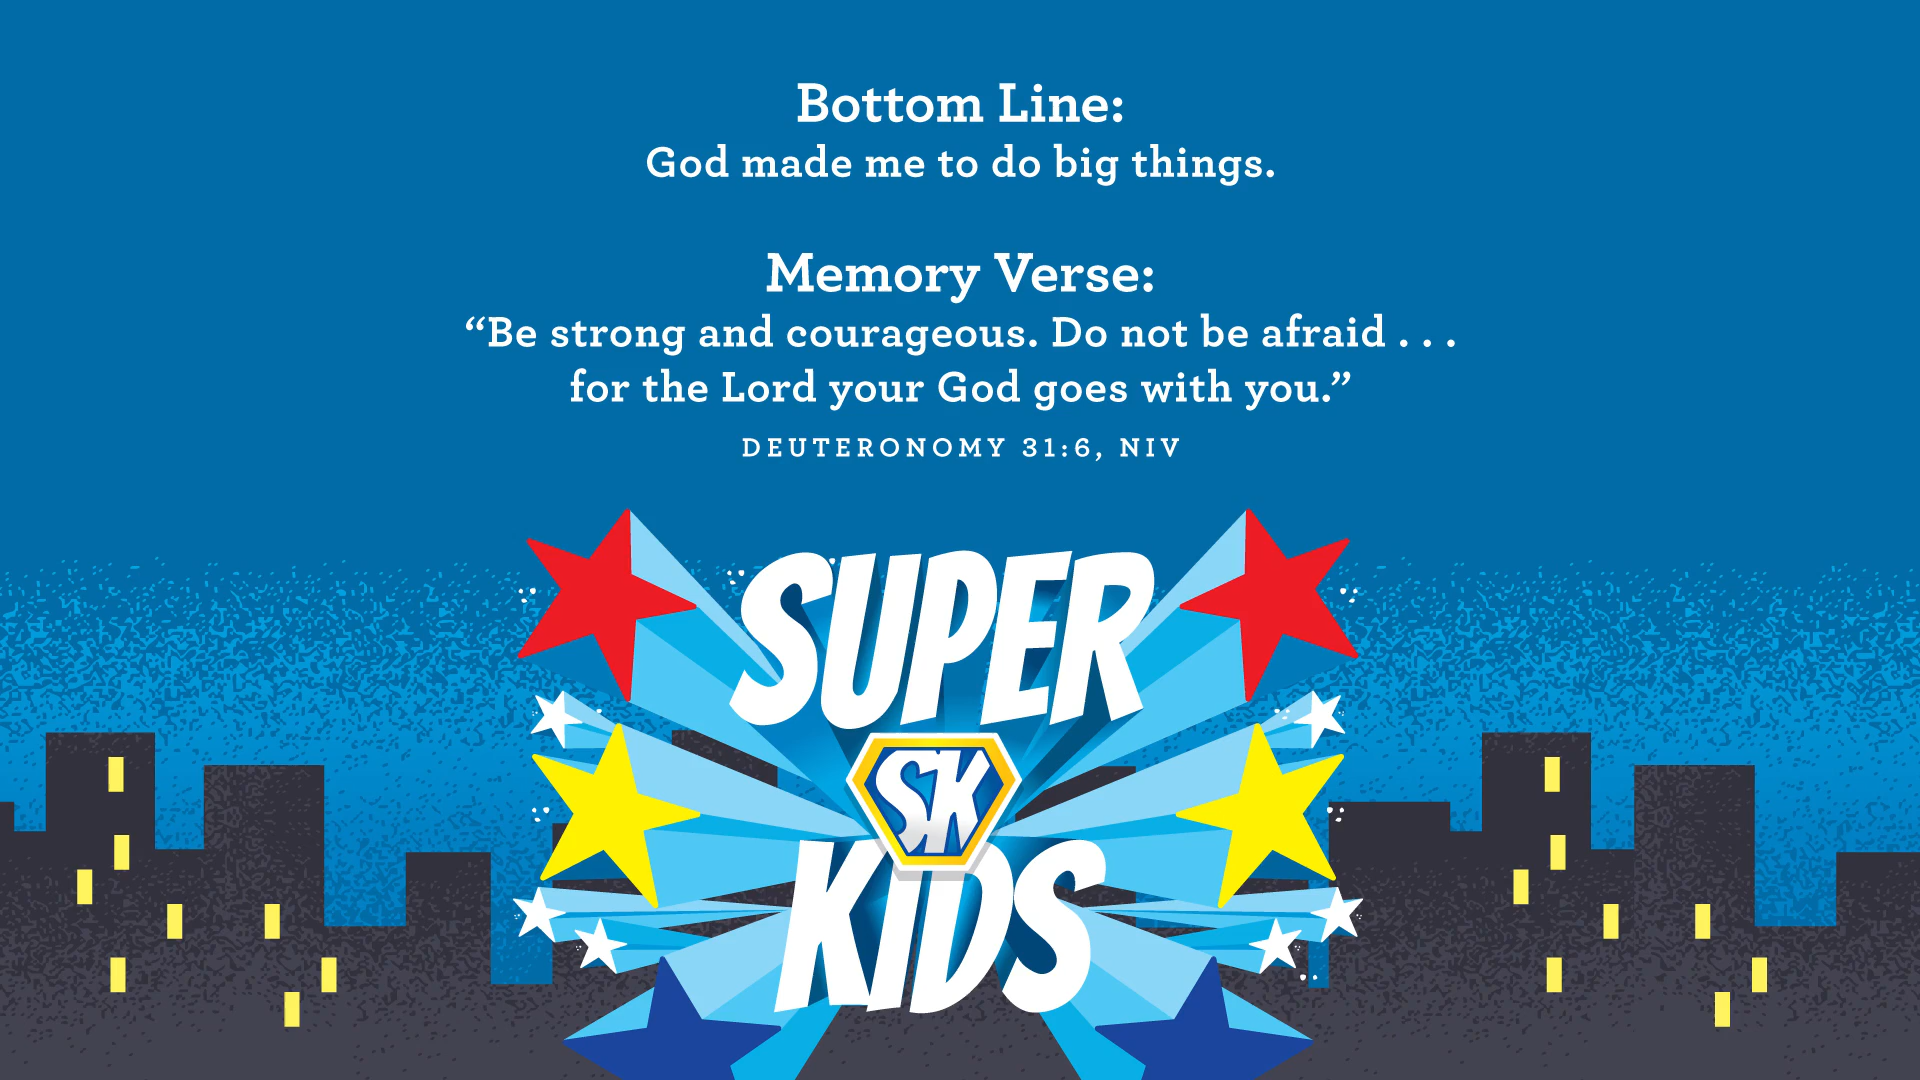 Bottom Line:
God made me to do big things.
Memory Verse:
“Be strong and courageous. Do not be afraid . . .
for the Lord your God goes with you.”
DEUTERONOMY 31:6, NIV
SUPER
SK
KIDS